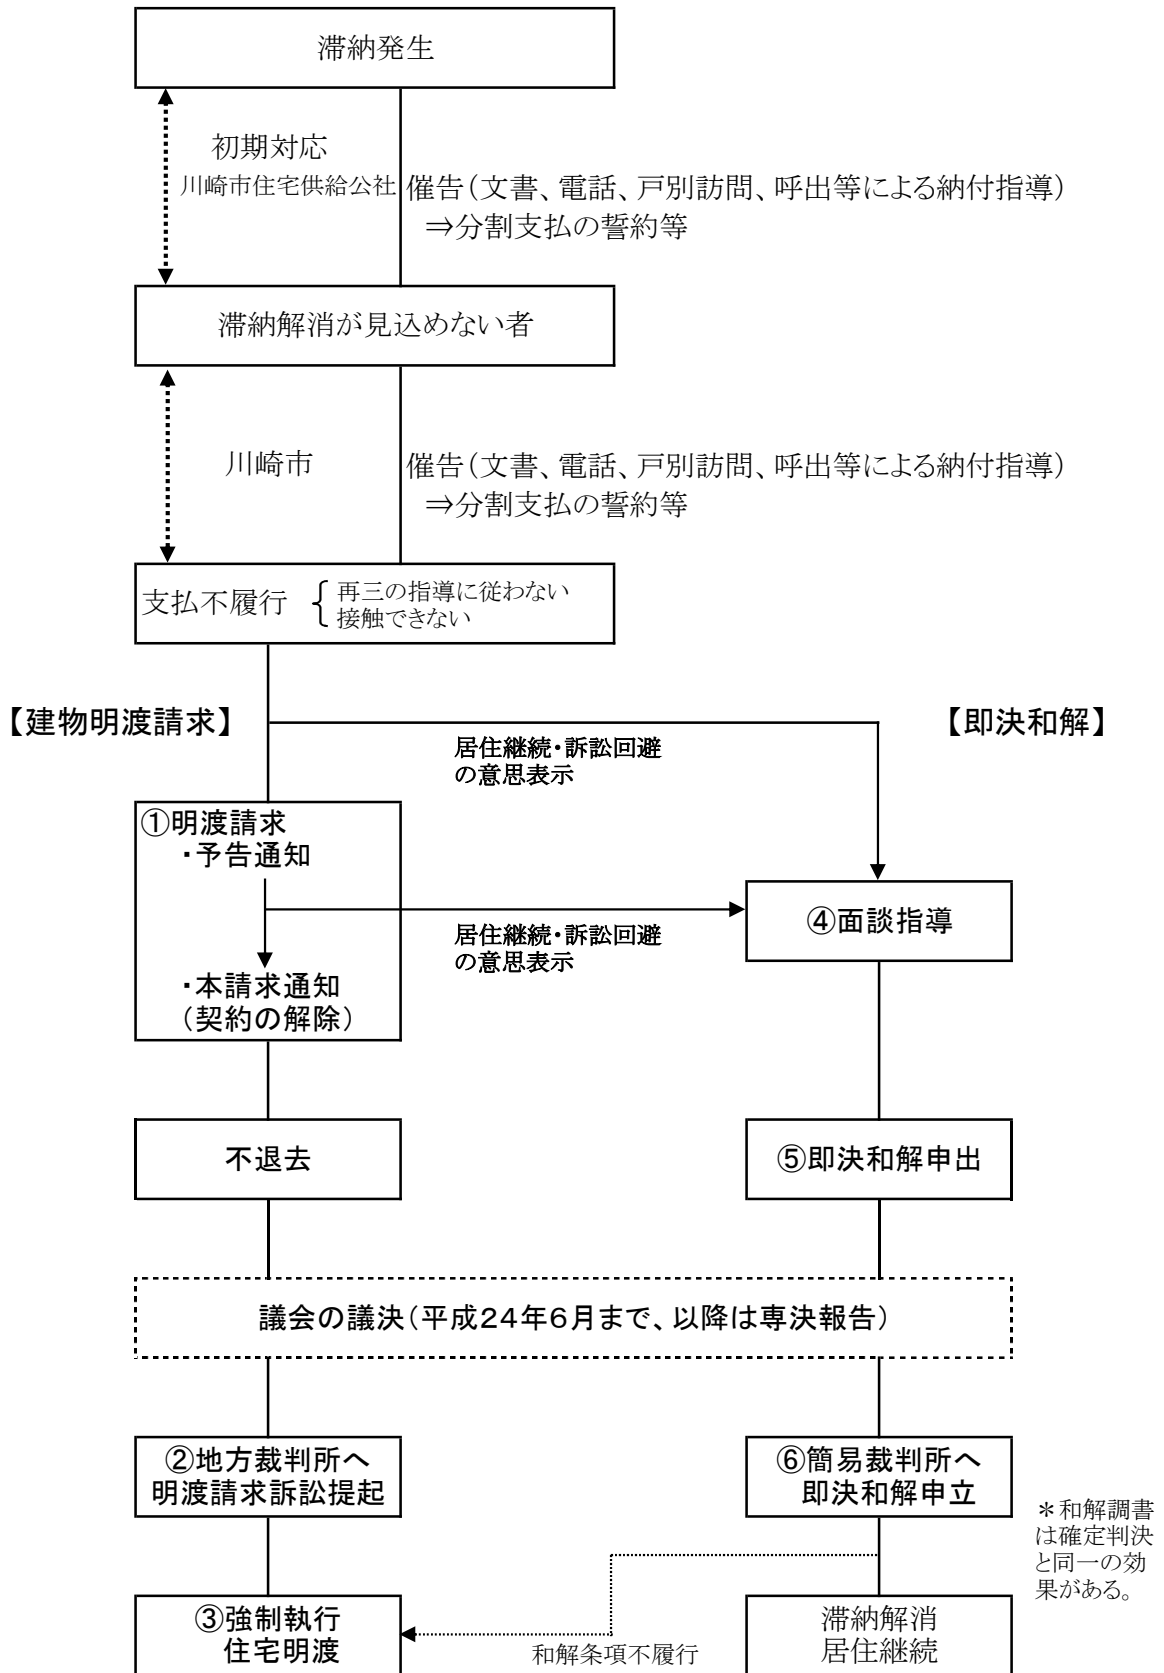 滞納発生
初期対応
川崎市住宅供給公社
催告(文書、電話、戸別訪問、呼出等による納付指導)
⇒分割支払の誓約等
滞納解消が見込めない者
川崎市
催告(文書、電話、戸別訪問、呼出等による納付指導)
⇒分割支払の誓約等
支払不履行
再三の指導に従わない
接触できない
【建物明渡請求】
【即決和解】
居住継続・訴訟回避
の意思表示
①明渡請求
・予告通知
居住継続・訴訟回避
の意思表示
④面談指導
・本請求通知
(契約の解除)
不退去
⑤即決和解申出
議会の議決(平成24年6月まで、以降は専決報告)
②地方裁判所へ
明渡請求訴訟提起
⑥簡易裁判所へ
即決和解申立
*和解調書
は確定判決
と同一の効
果がある。
③強制執行
住宅明渡
和解条項不履行
滞納解消
居住継続